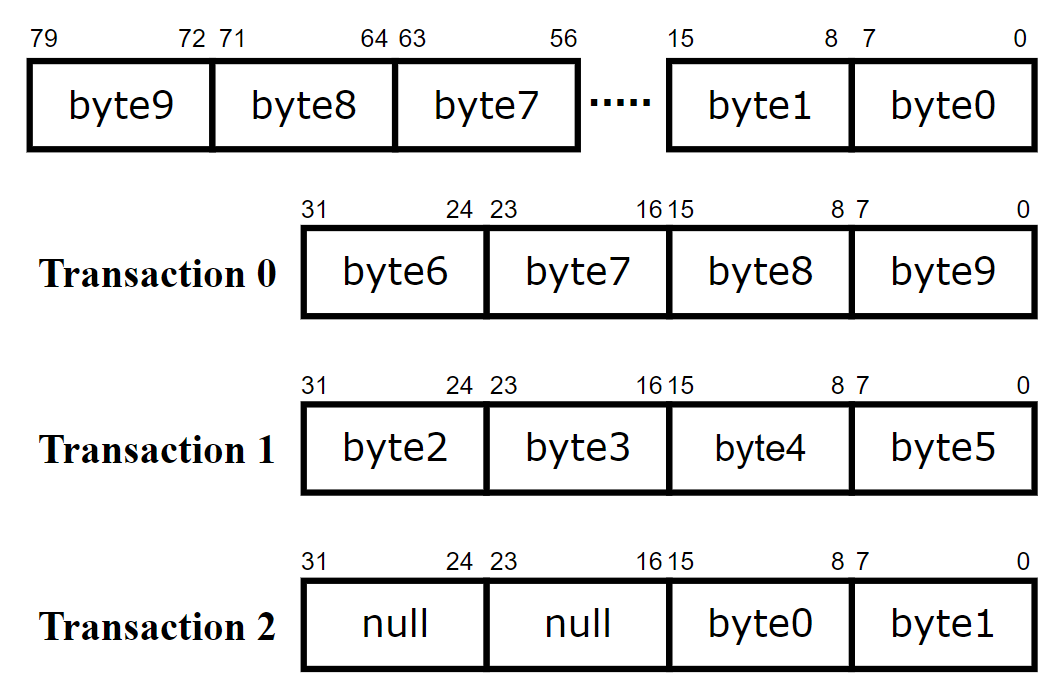 79 72 71 64 63 56 15 8 7 0
byte9 byte8 byte7 ..... byte1 byte0
31 24 23 16 15 8 7 0
Transaction 0 byte6 byte7 byte8 byte9
31 24 23 16 15 8 7 0
Transaction 1 byte2 byte3 byte4 byte5
31 24 23 16 15 8 7 0
Transaction 2 null null byte0 byte1